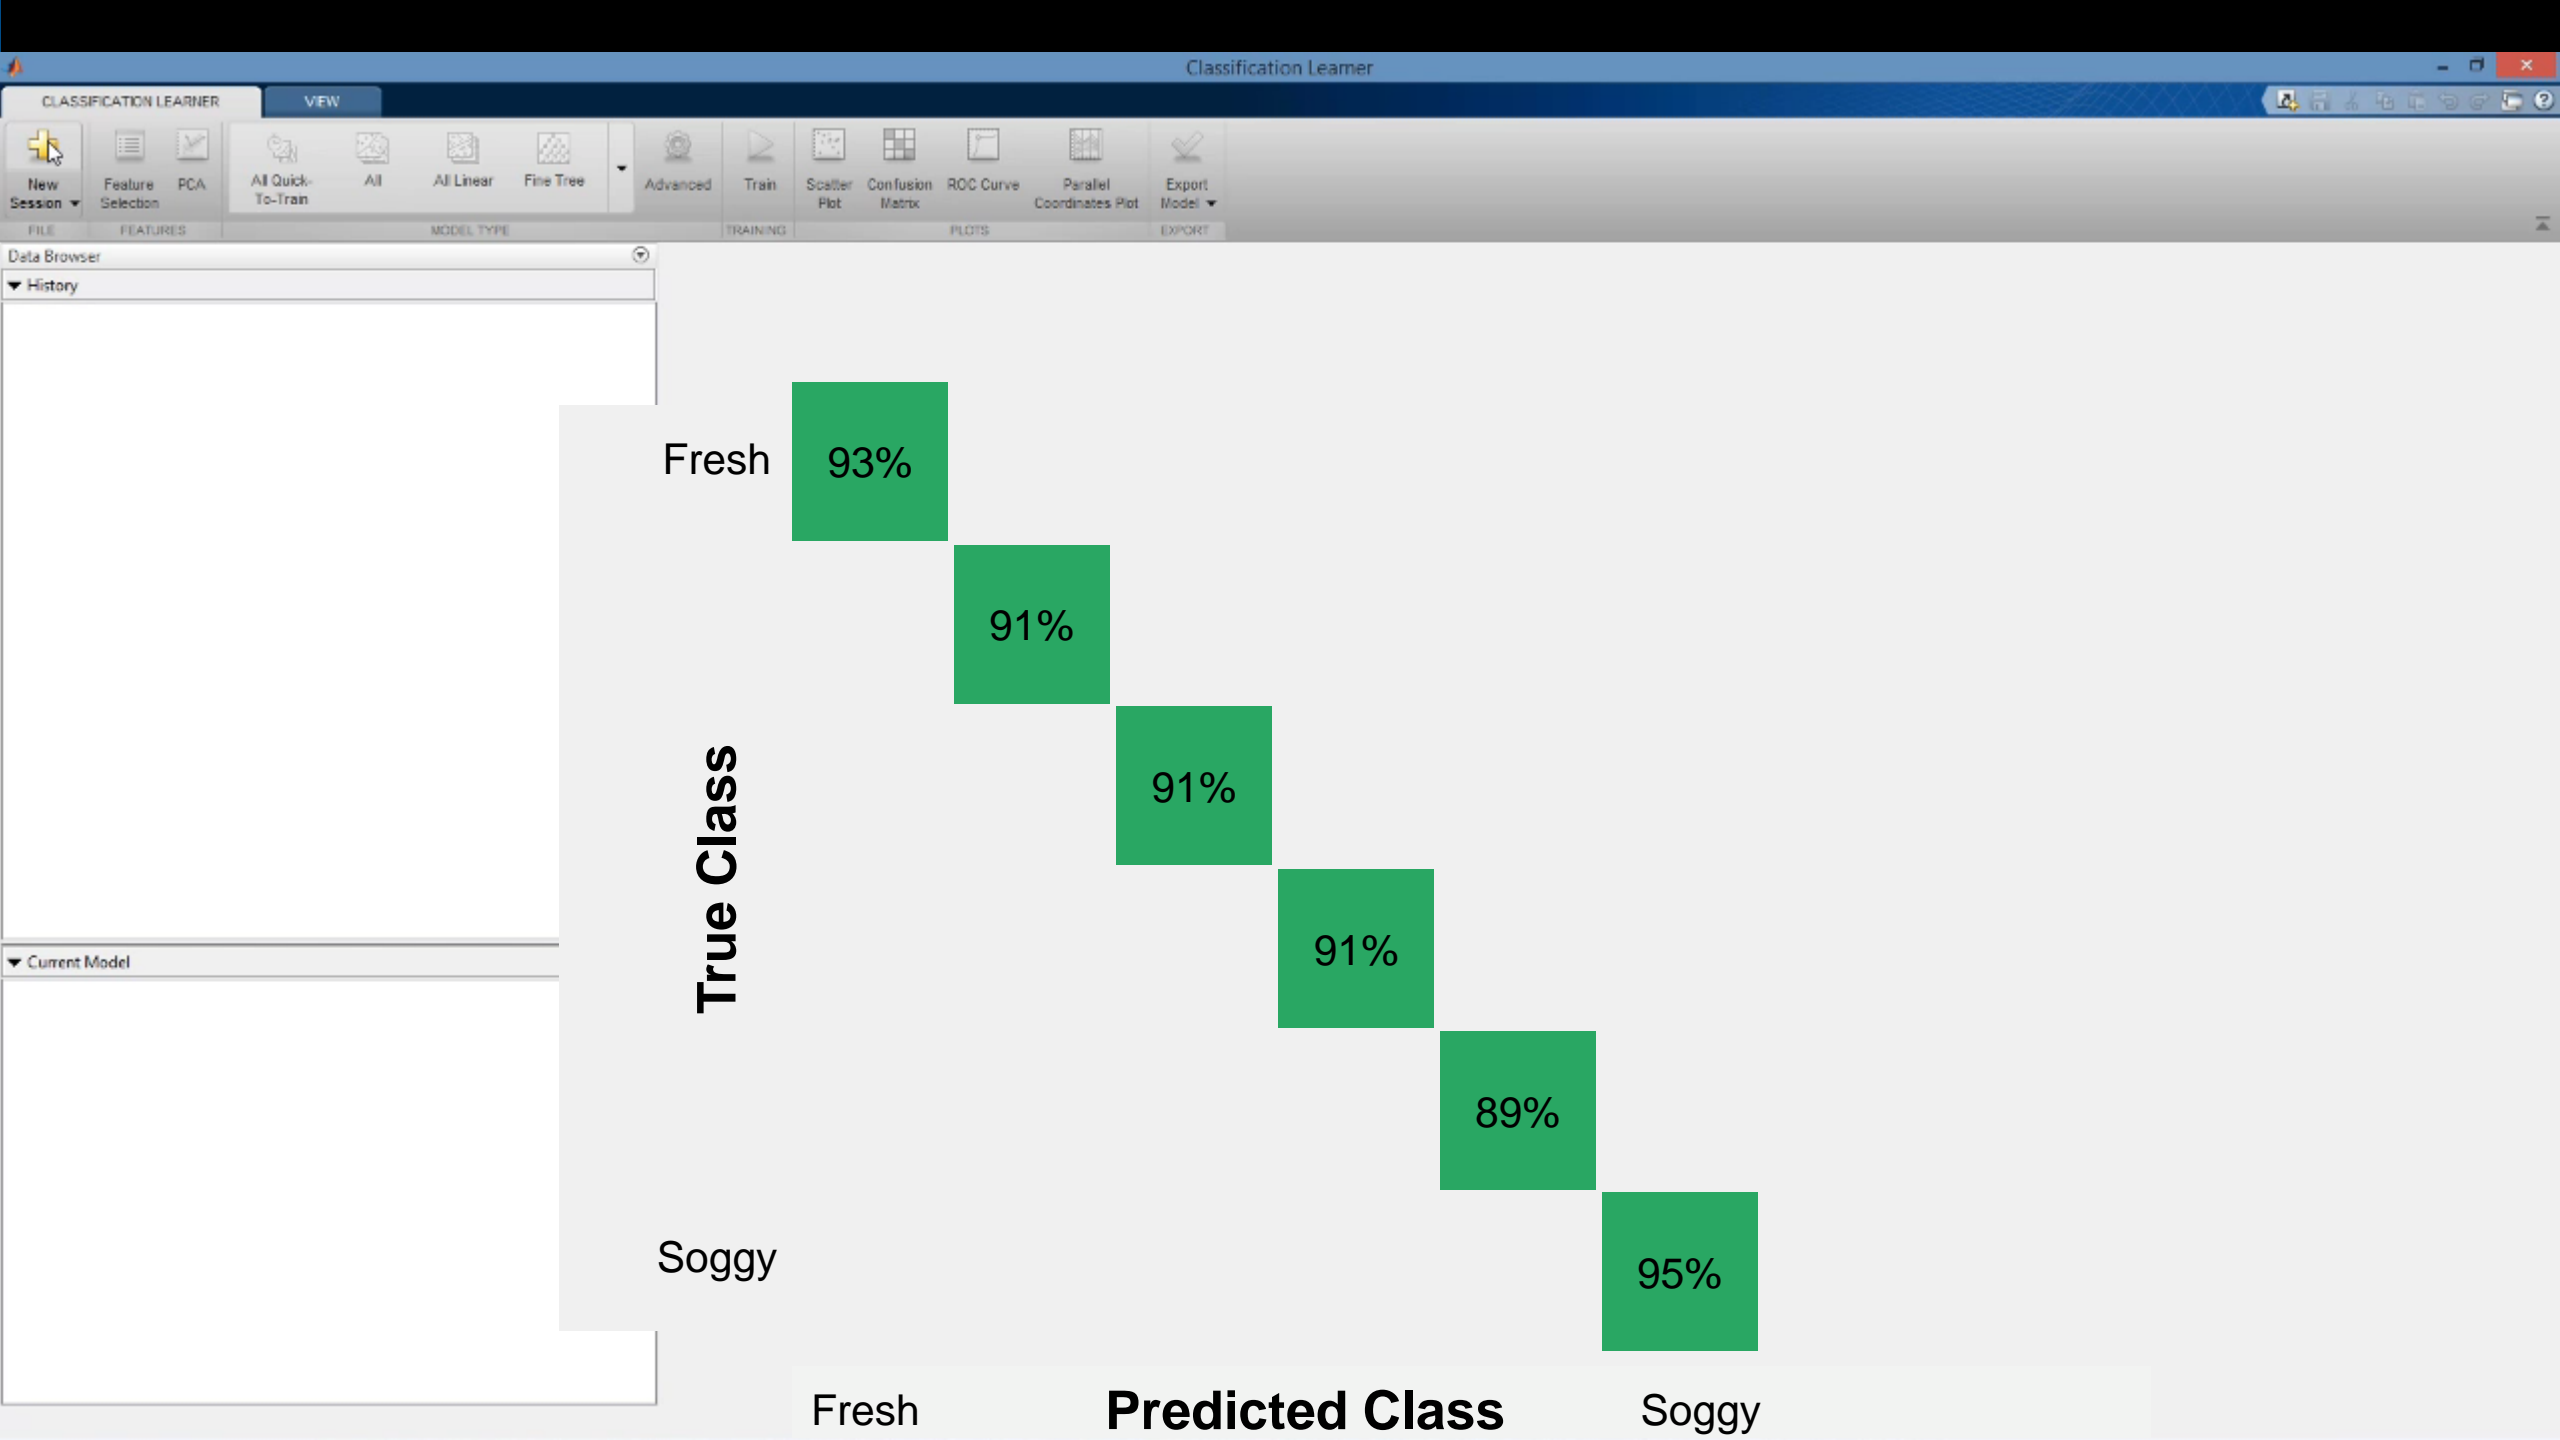 Classification Learner
CLASSIFICATION LEARNER
VIEW
New Session
Feature Selection
PCA
All Quick-To-Train
All
All Linear
Fine Tree
Advanced
Train
Scatter Plot
Confusion Matrix
ROC Curve
Parallel Coordinates Plot
Export Model
FILE
FEATURES
MODEL TYPE
TRAINING
PLOTS
EXPORT
Data Browser
History
Current Model
True Class
Fresh
93%
91%
91%
91%
89%
Soggy
95%
Fresh
Predicted Class
Soggy